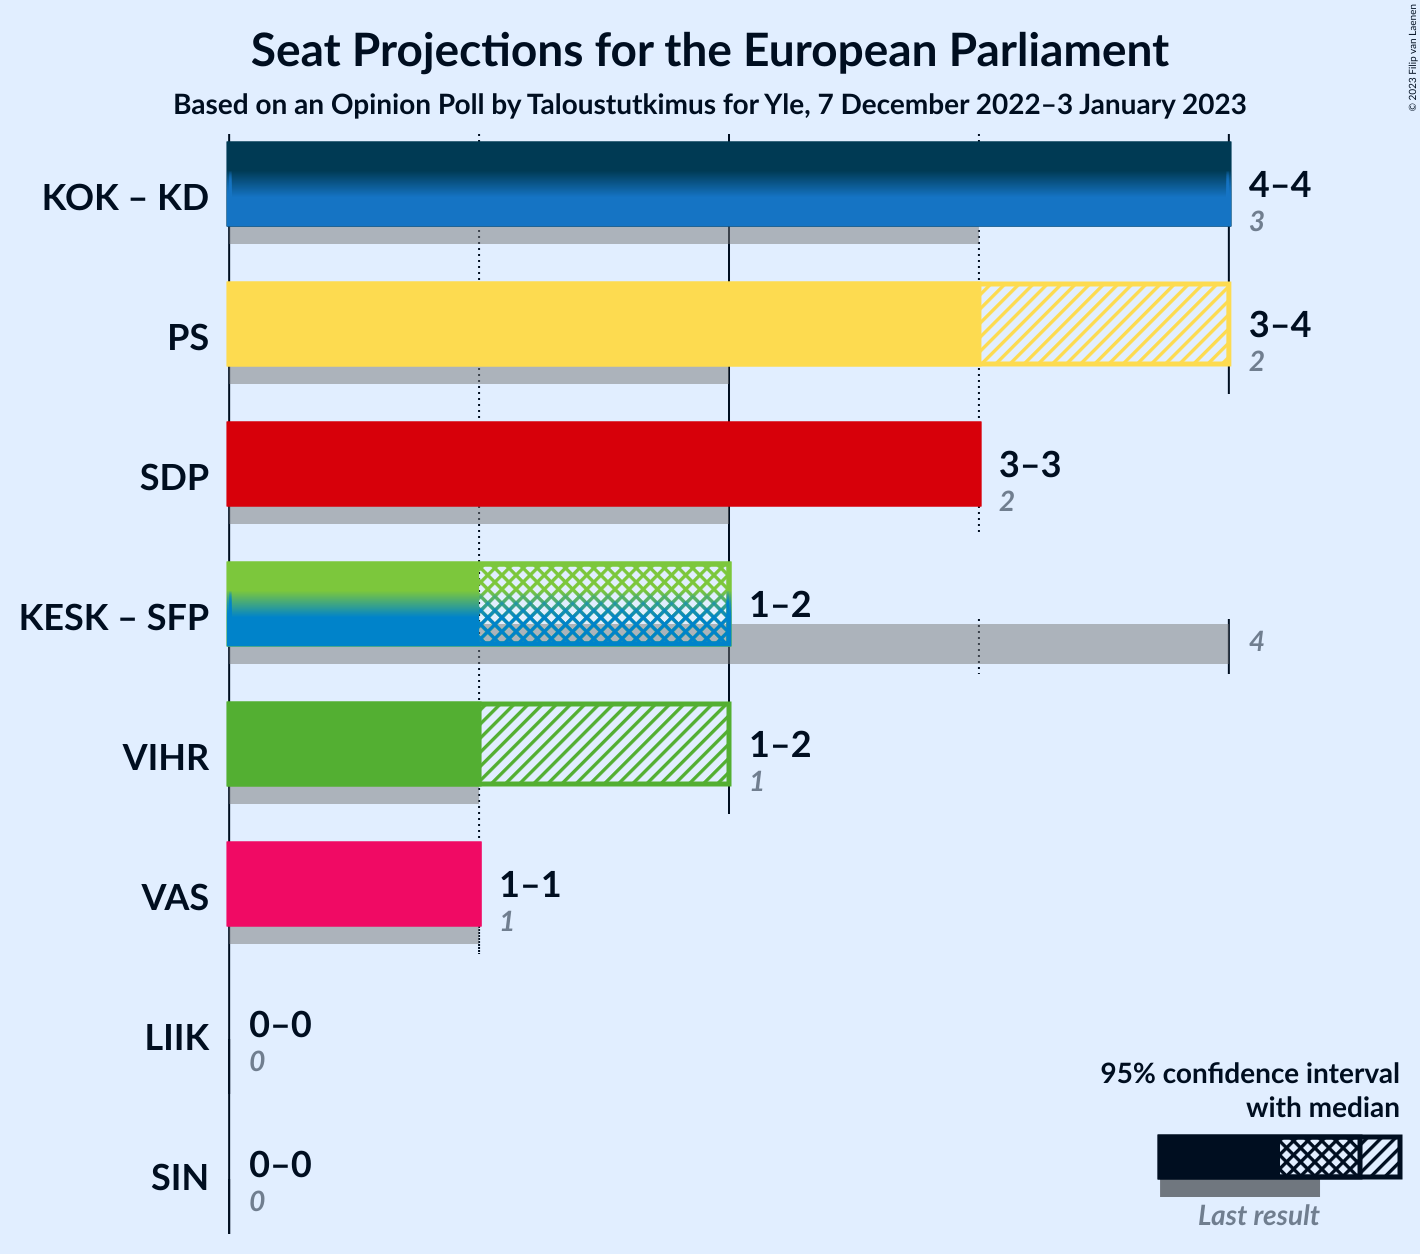 Seat Projections for the European Parliament
Based on an Opinion Poll by Taloustutkimus for Yle, 7 December 2022–3 January 2023
© 2023 Filip van Laenen
KOK – KD
4–4
3
PS
3–4
2
SDP
3–3
2
KESK – SFP
1–2
4
VIHR
1–2
1
VAS
1–1
1
LIIK
0–0
0
SIN
0–0
0
95% confidence interval
with median
Last result